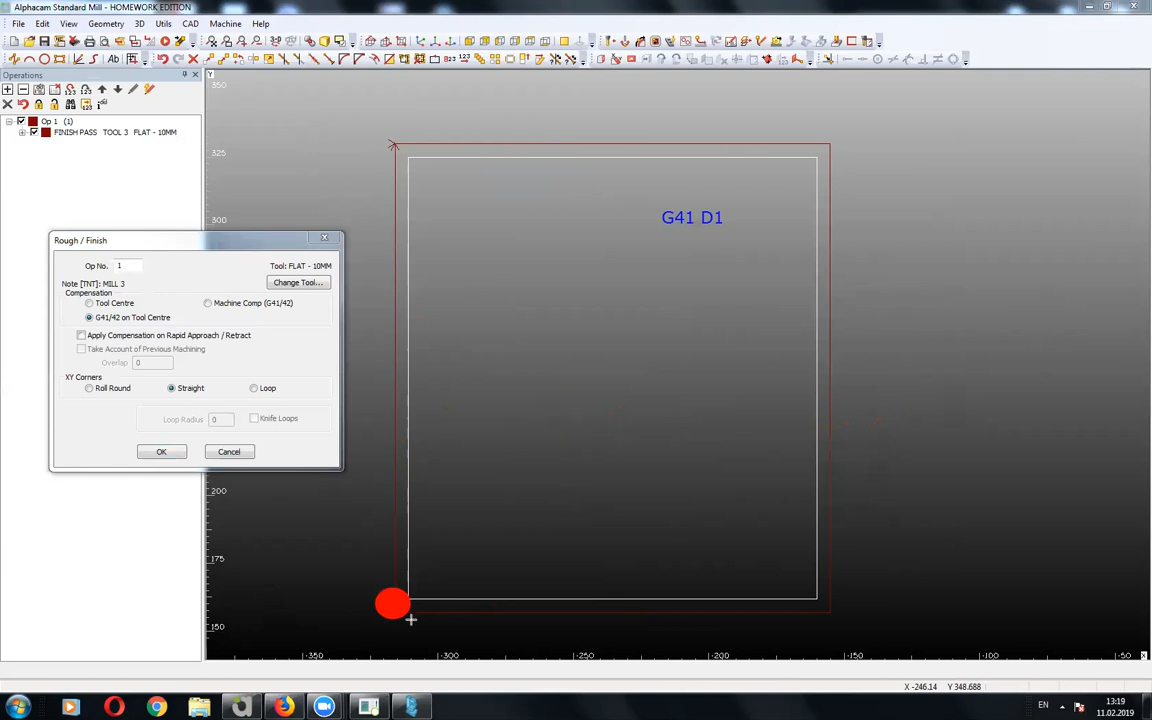 Alphacam Standard Mill - HOMEWORK EDITION
File Edit View Geometry 3D Utils CAD Machine Help
Operations
Op 1 (1)
FINISH PASS TOOL 3 FLAT - 10MM
Rough / Finish
Op No. 1 Tool: FLAT - 10MM
Note [TNT]: MILL 3 Change Tool...
Compensation
Tool Centre Machine Comp (G41/42)
G41/42 on Tool Centre
Apply Compensation on Rapid Approach / Retract
Take Account of Previous Machining
Overlap 0
XY Corners
Roll Round Straight Loop
Loop Radius 0 Knife Loops
OK Cancel
Y
350
325
300
200
175
150
G41 D1
-350 -300 -250 -200 -150 -100 -50 X
X -246.14 Y 348.688
EN 13:19
11.02.2019